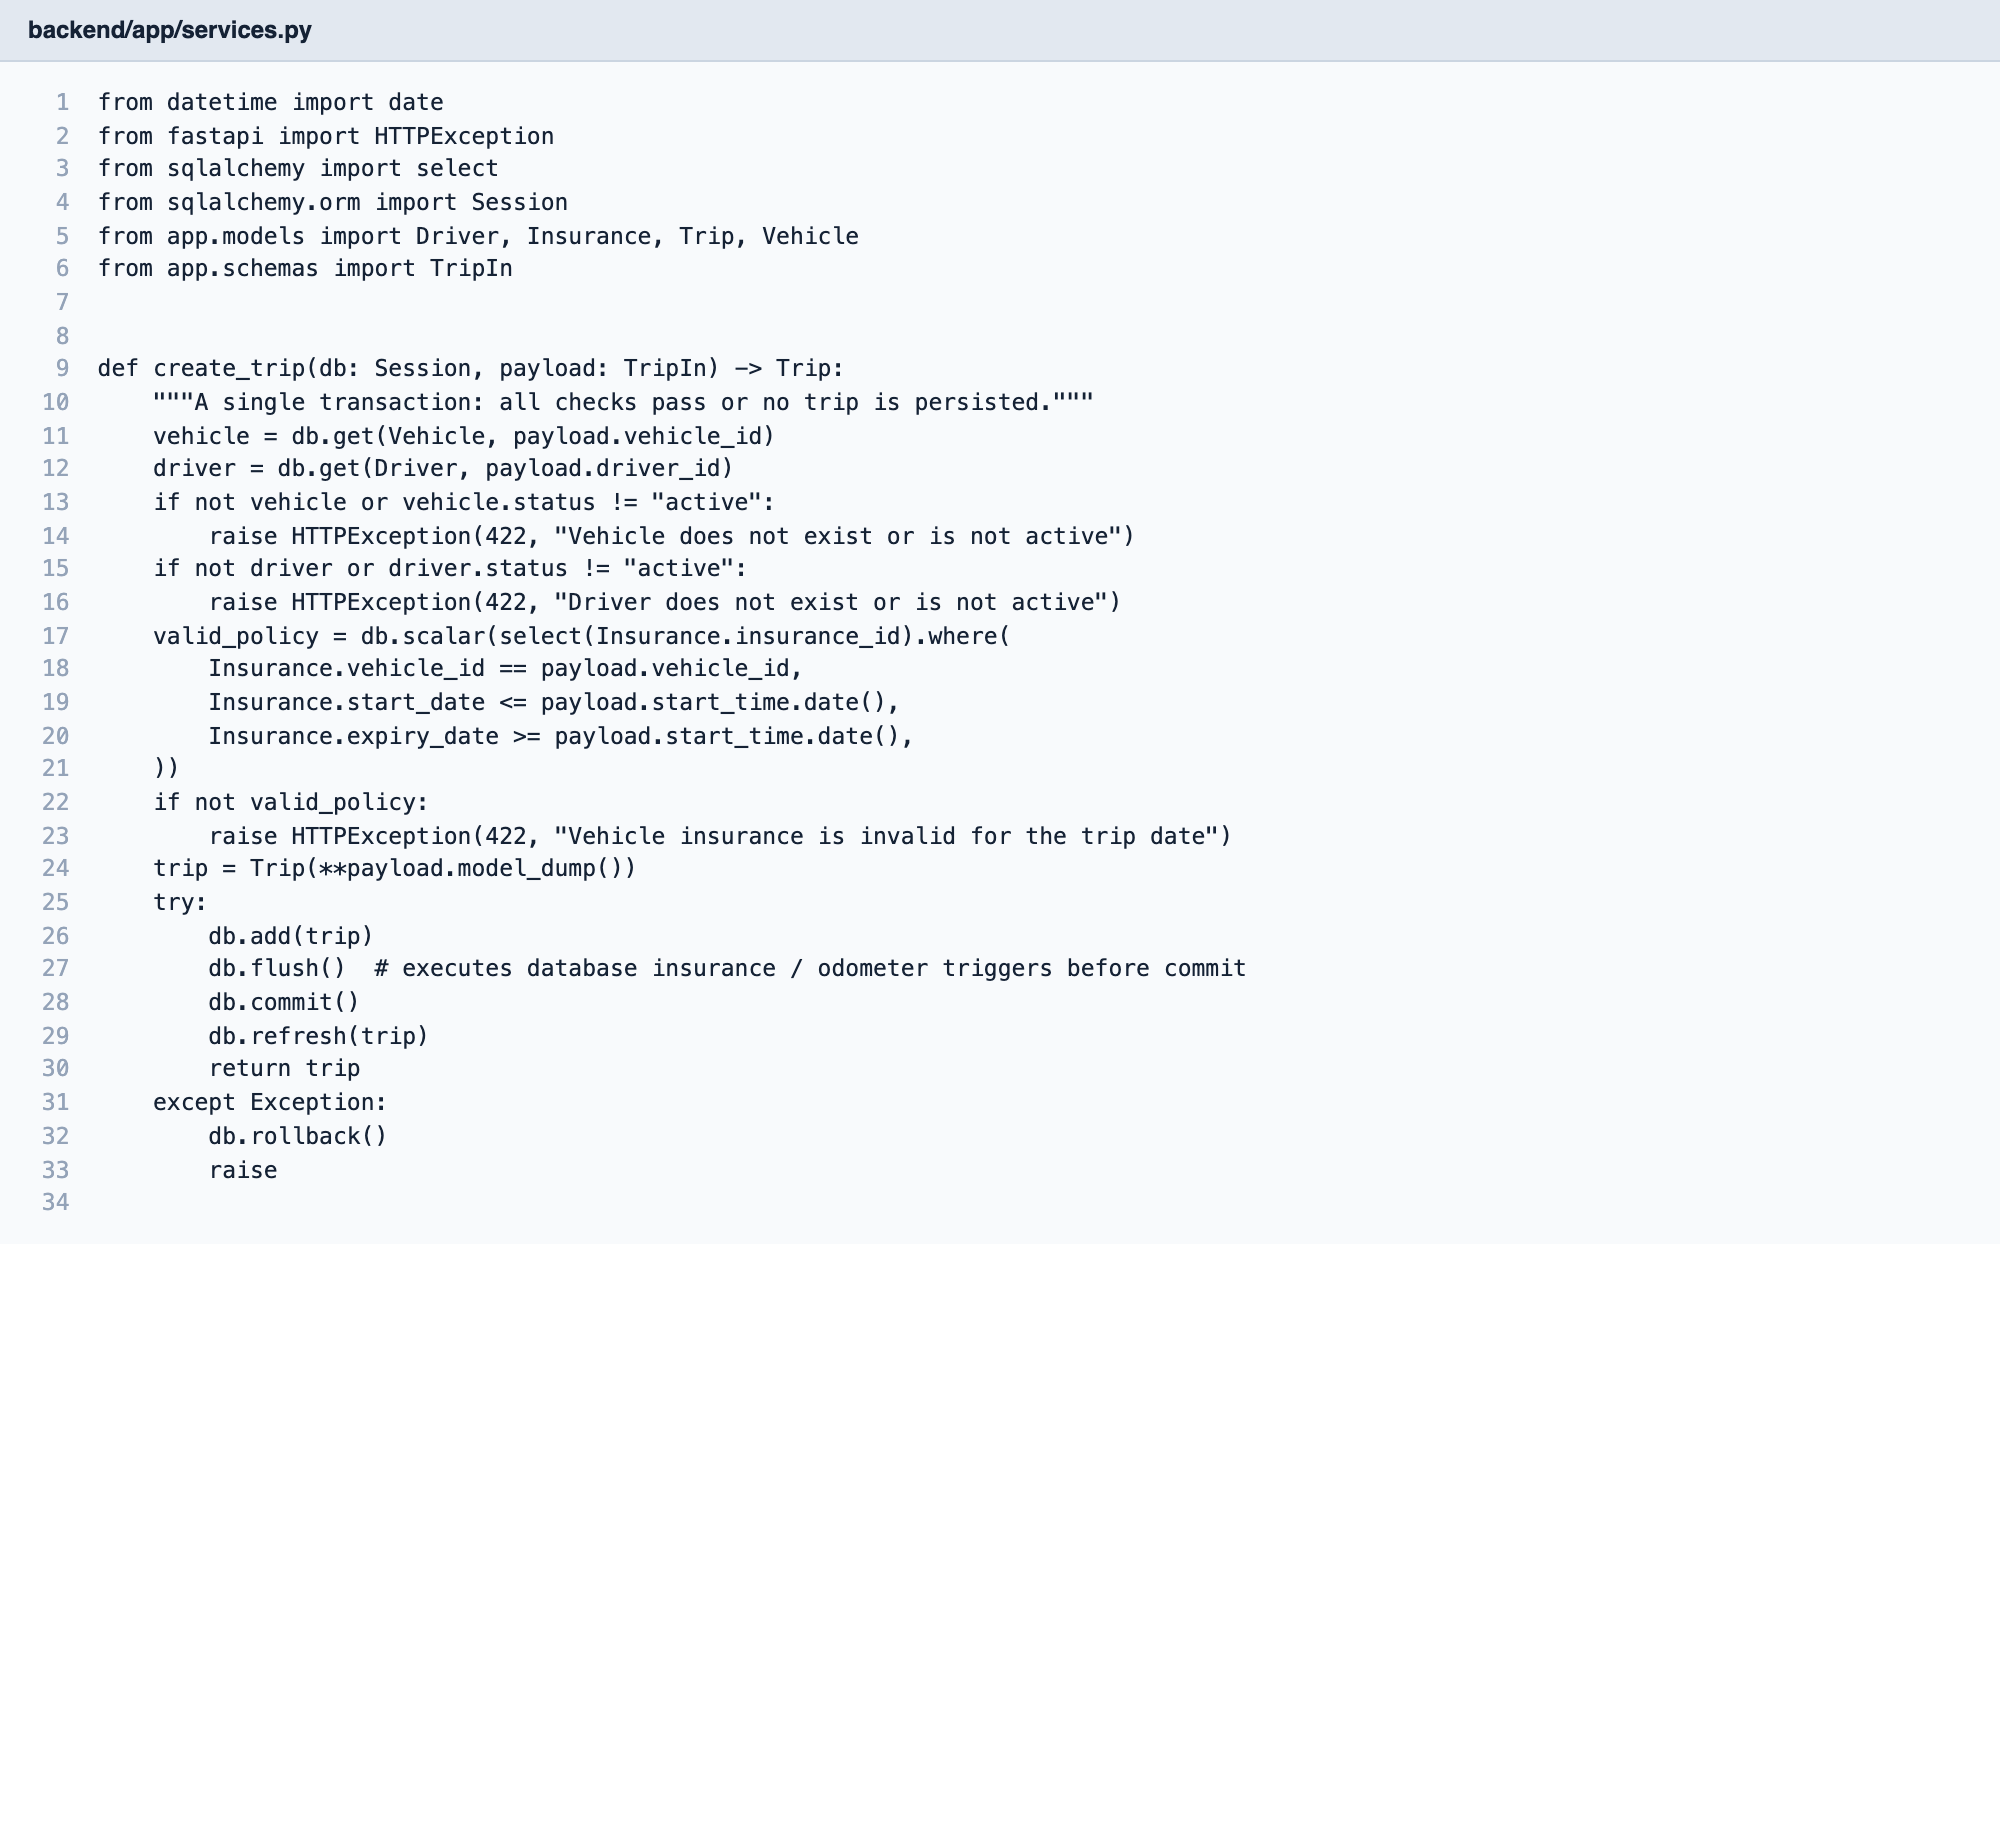 backend/app/services.py
1 from datetime import date
2 from fastapi import HTTPException
3 from sqlalchemy import select
4 from sqlalchemy.orm import Session
5 from app.models import Driver, Insurance, Trip, Vehicle
6 from app.schemas import TripIn
7
8
9 def create_trip(db: Session, payload: TripIn) -> Trip:
10     """A single transaction: all checks pass or no trip is persisted."""
11     vehicle = db.get(Vehicle, payload.vehicle_id)
12     driver = db.get(Driver, payload.driver_id)
13     if not vehicle or vehicle.status != "active":
14         raise HTTPException(422, "Vehicle does not exist or is not active")
15     if not driver or driver.status != "active":
16         raise HTTPException(422, "Driver does not exist or is not active")
17     valid_policy = db.scalar(select(Insurance.insurance_id).where(
18         Insurance.vehicle_id == payload.vehicle_id,
19         Insurance.start_date <= payload.start_time.date(),
20         Insurance.expiry_date >= payload.start_time.date(),
21     ))
22     if not valid_policy:
23         raise HTTPException(422, "Vehicle insurance is invalid for the trip date")
24     trip = Trip(**payload.model_dump())
25     try:
26         db.add(trip)
27         db.flush()  # executes database insurance / odometer triggers before commit
28         db.commit()
29         db.refresh(trip)
30         return trip
31     except Exception:
32         db.rollback()
33         raise
34